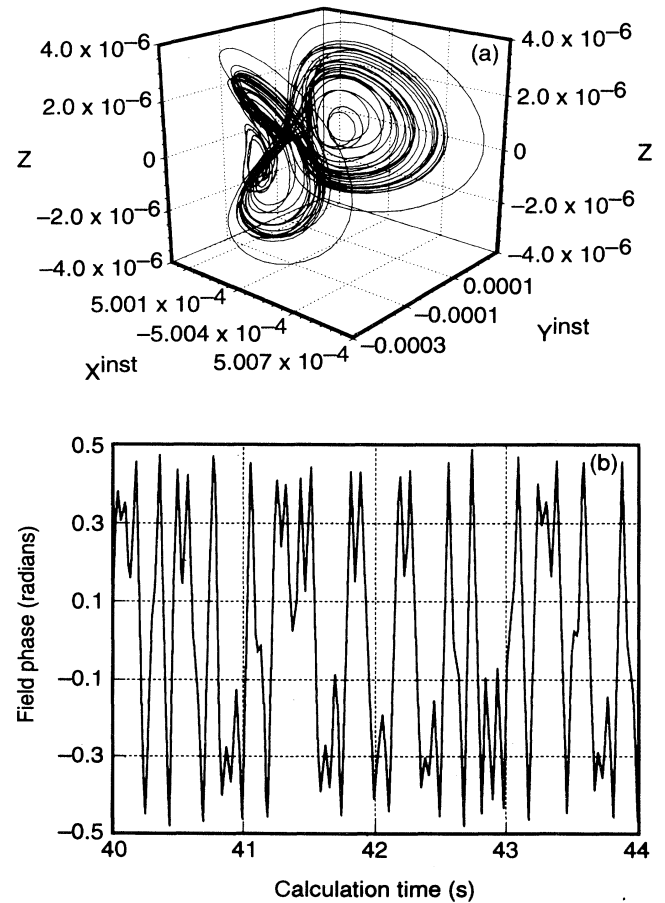 (a)
4.0 x 10–6
2.0 x 10–6
Z
0
–2.0 x 10–6
–4.0 x 10–6
4.0 x 10–6
2.0 x 10–6
0
Z
–2.0 x 10–6
–4.0 x 10–6
5.001 x 10–4
–5.004 x 10–4
5.007 x 10–4
Xinst
0.0001
–0.0001
–0.0003
Yinst
(b)
Field phase (radians)
0.5
0.3
0.1
–0.1
–0.3
–0.5
40
41
42
43
44
Calculation time (s)